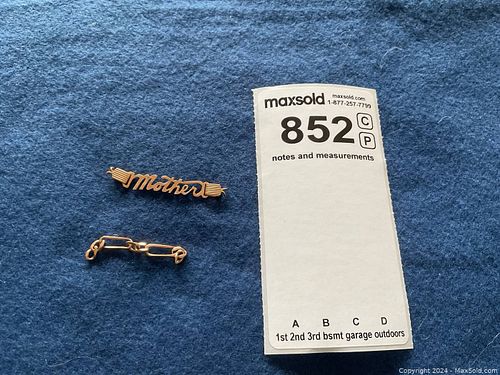 maxsold maxsold.com
1-877-257-7799
852 C
P
notes and measurements
Mother
A B C D
1st 2nd 3rd bsmt garage outdoors
Copyright 2024 - MaxSold.com